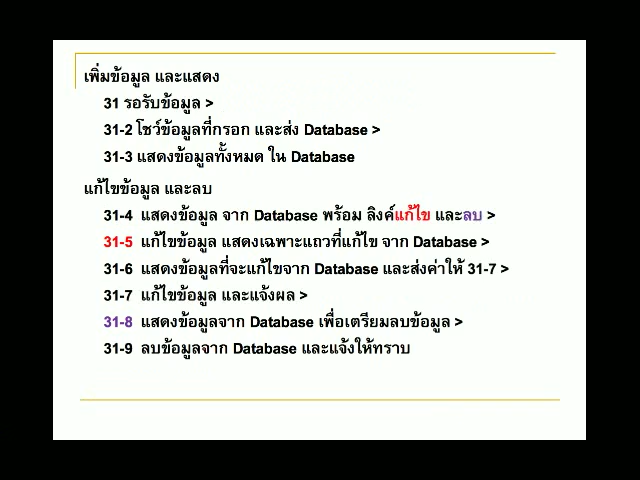 เพิ่มข้อมูล และแสดง
31 รอรับข้อมูล >
31-2 โชว์ข้อมูลที่กรอก และส่ง Database >
31-3 แสดงข้อมูลทั้งหมด ใน Database
แก้ไขข้อมูล และลบ
31-4 แสดงข้อมูล จาก Database พร้อม ลิงค์แก้ไข และลบ >
31-5 แก้ไขข้อมูล แสดงเฉพาะแถวที่แก้ไข จาก Database >
31-6 แสดงข้อมูลที่จะแก้ไขจาก Database และส่งค่าให้ 31-7 >
31-7 แก้ไขข้อมูล และแจ้งผล >
31-8 แสดงข้อมูลจาก Database เพื่อเตรียมลบข้อมูล >
31-9 ลบข้อมูลจาก Database และแจ้งให้ทราบ